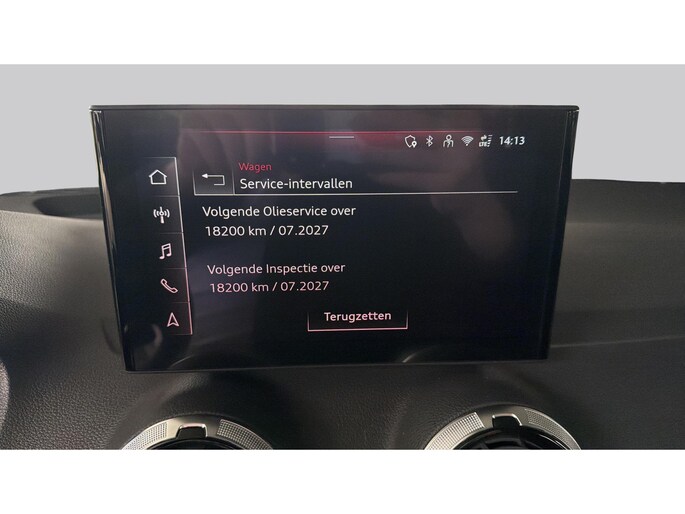 14:13
Wagen
Service-intervallen
Volgende Olieservice over
18200 km / 07.2027
Volgende Inspectie over
18200 km / 07.2027
Terugzetten